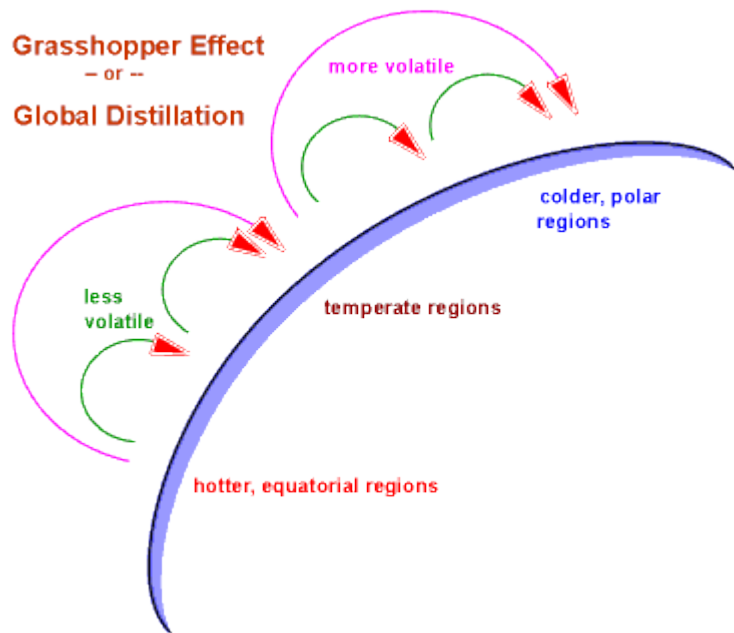 Grasshopper Effect
-- or --
Global Distillation
more volatile
colder, polar
regions
less
volatile
temperate regions
hotter, equatorial regions